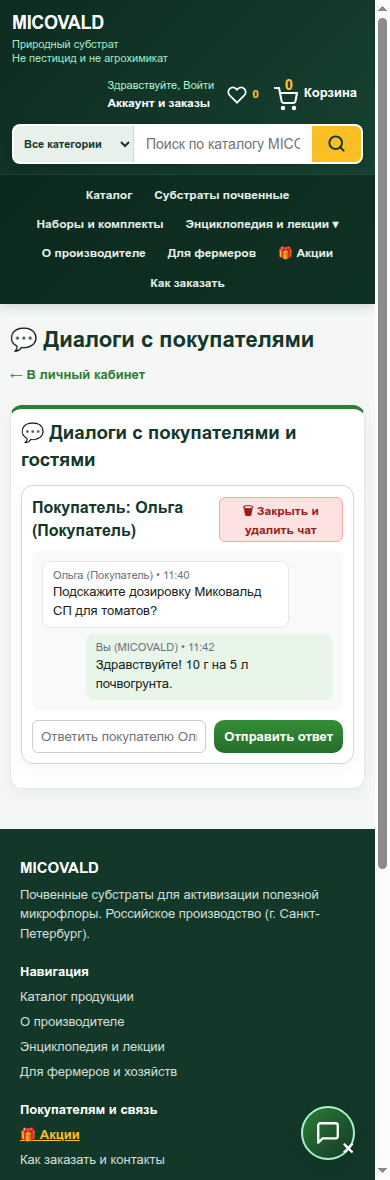 MICOVALD
Природный субстрат
Не пестицид и не агрохимикат
Здравствуйте, Войти
Аккаунт и заказы
0
0
Корзина
Все категории
Поиск по каталогу MICC
Каталог
Субстраты почвенные
Наборы и комплекты
Энциклопедия и лекции ▾
О производителе
Для фермеров
🎁 Акции
Как заказать
💬 Диалоги с покупателями
← В личный кабинет
💬 Диалоги с покупателями и
гостями
Покупатель: Ольга
(Покупатель)
🗑 Закрыть и
удалить чат
Ольга (Покупатель) • 11:40
Подскажите дозировку Миковальд
СП для томатов?
Вы (MICOVALD) • 11:42
Здравствуйте! 10 г на 5 л
почвогрунта.
Ответить покупателю Оль
Отправить ответ
MICOVALD
Почвенные субстраты для активизации полезной
микрофлоры. Российское производство (г. Санкт-
Петербург).
Навигация
Каталог продукции
О производителе
Энциклопедия и лекции
Для фермеров и хозяйств
Покупателям и связь
🎁 Акции
Как заказать и контакты